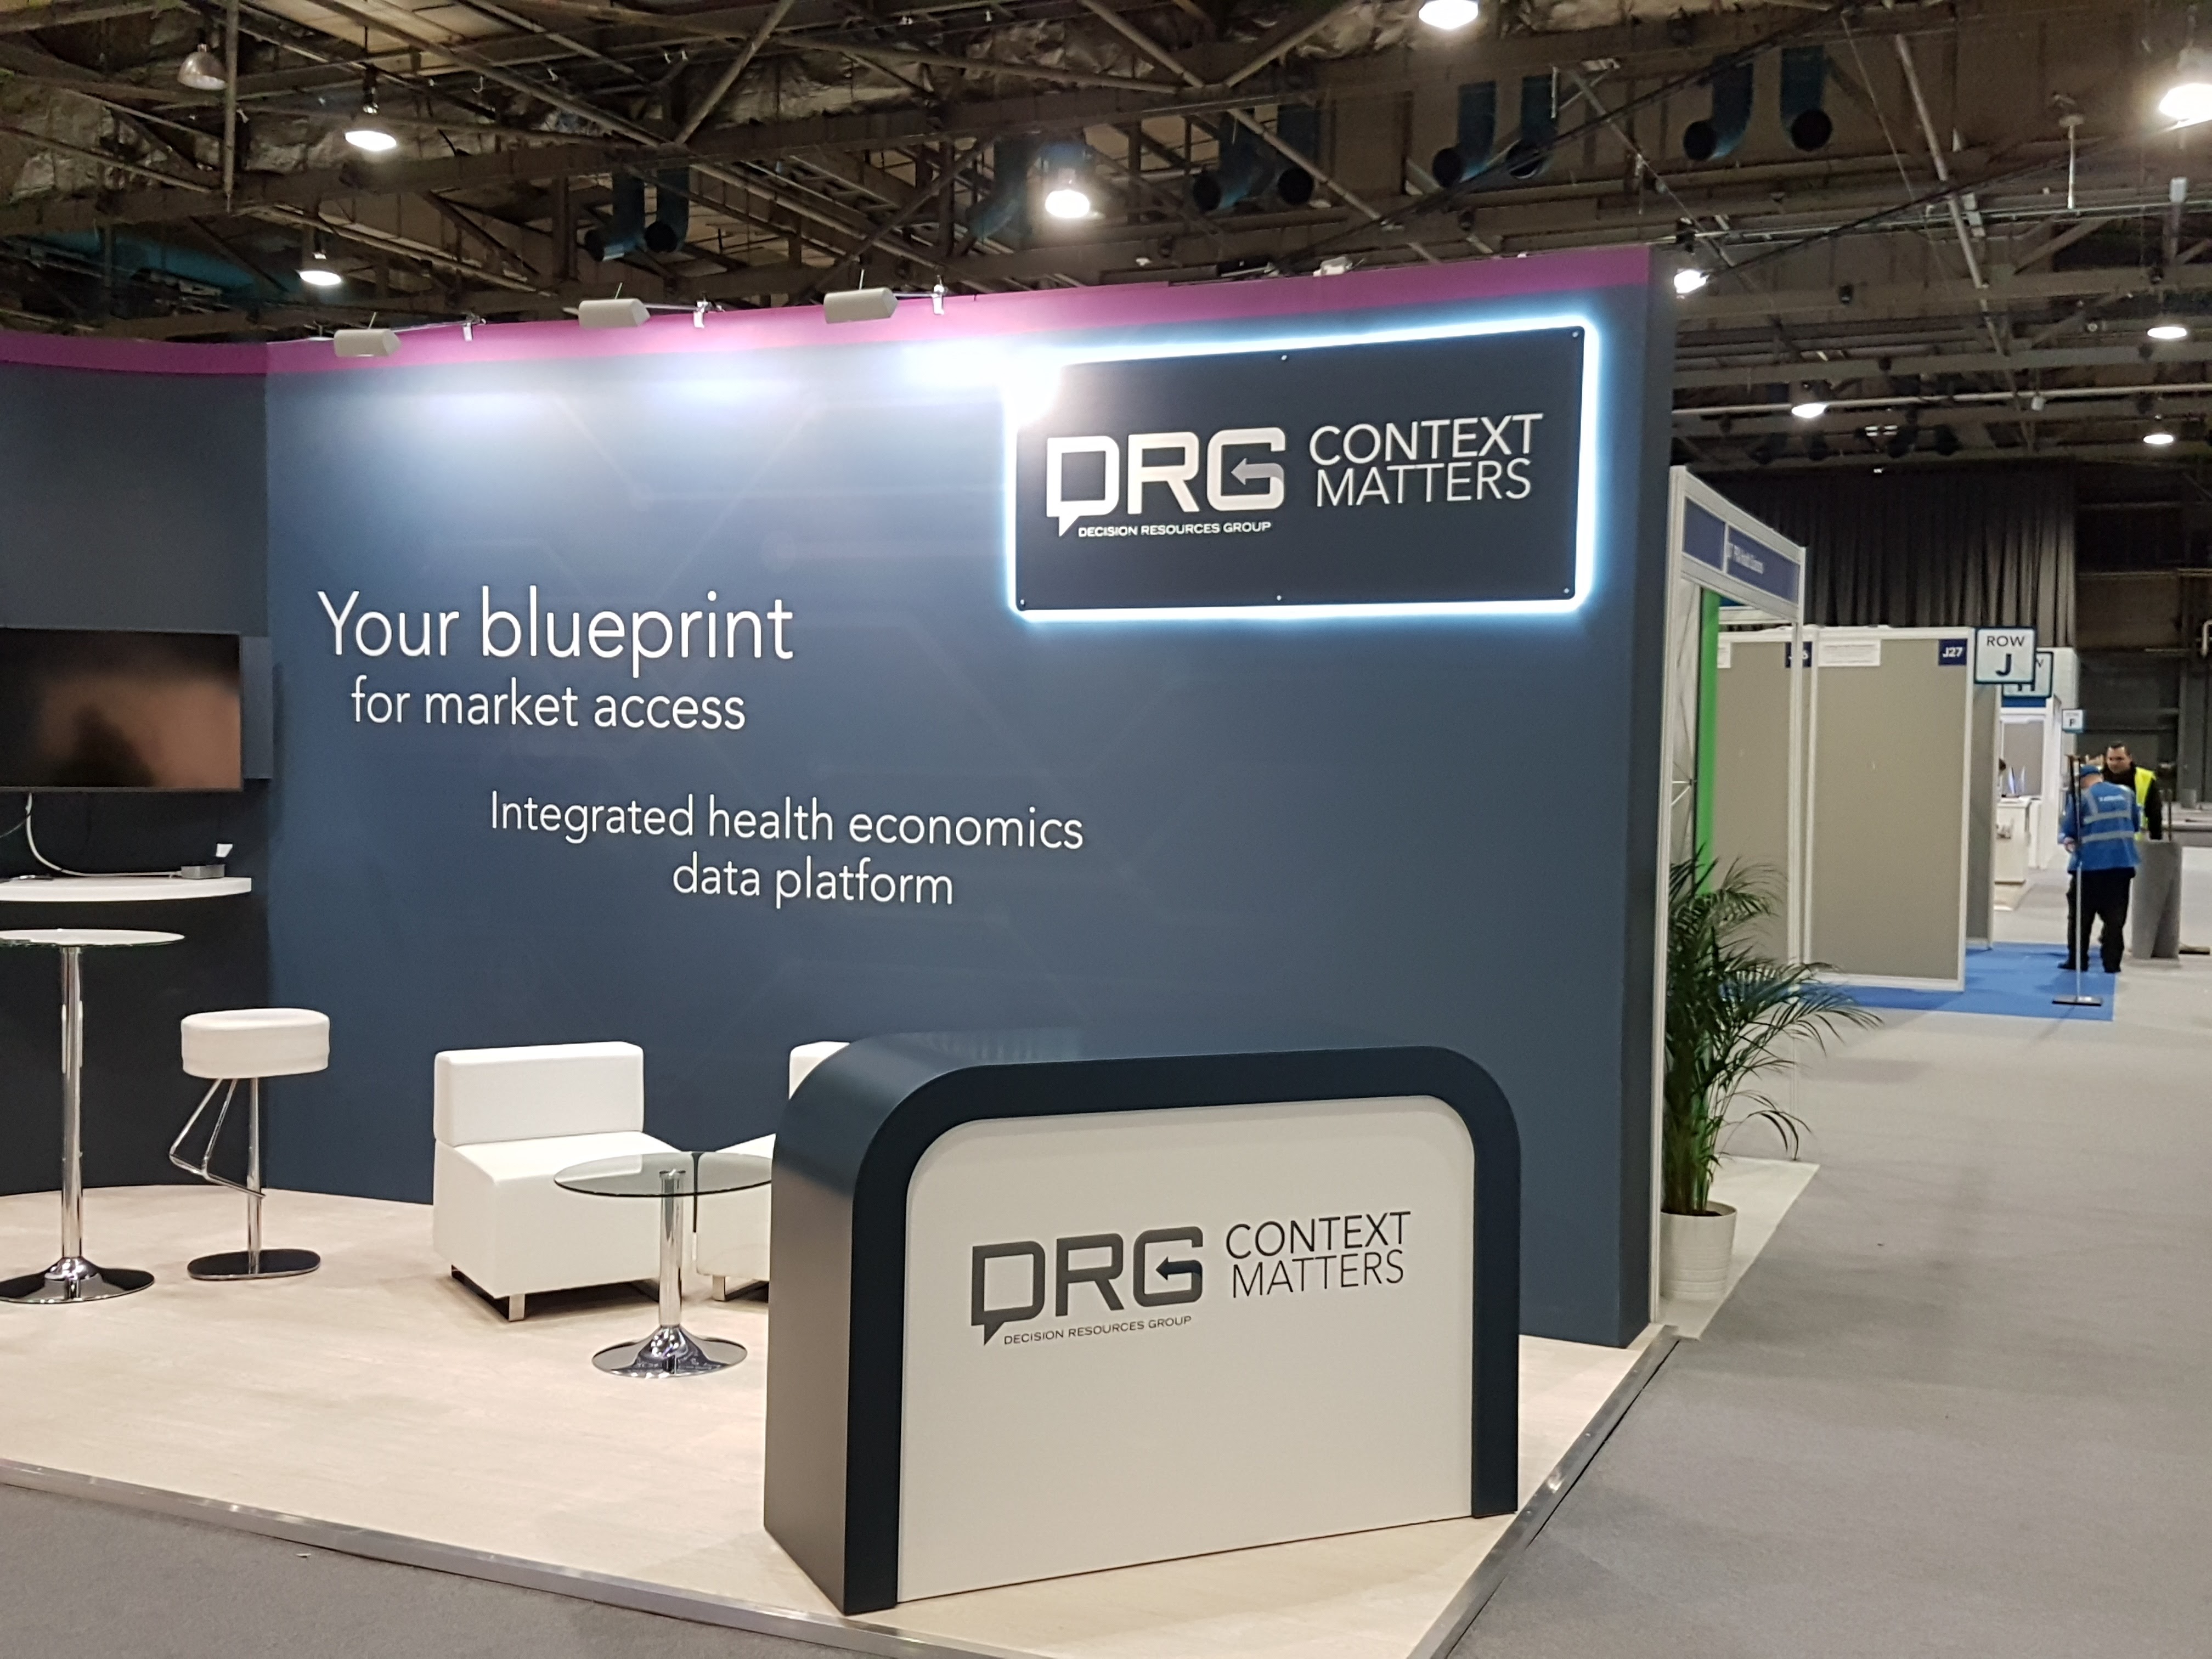 DRG CONTEXT
MATTERS
DECISION RESOURCES GROUP
Your blueprint
for market access
Integrated health economics
data platform
J27
ROW
J
F
DRG CONTEXT
MATTERS
DECISION RESOURCES GROUP